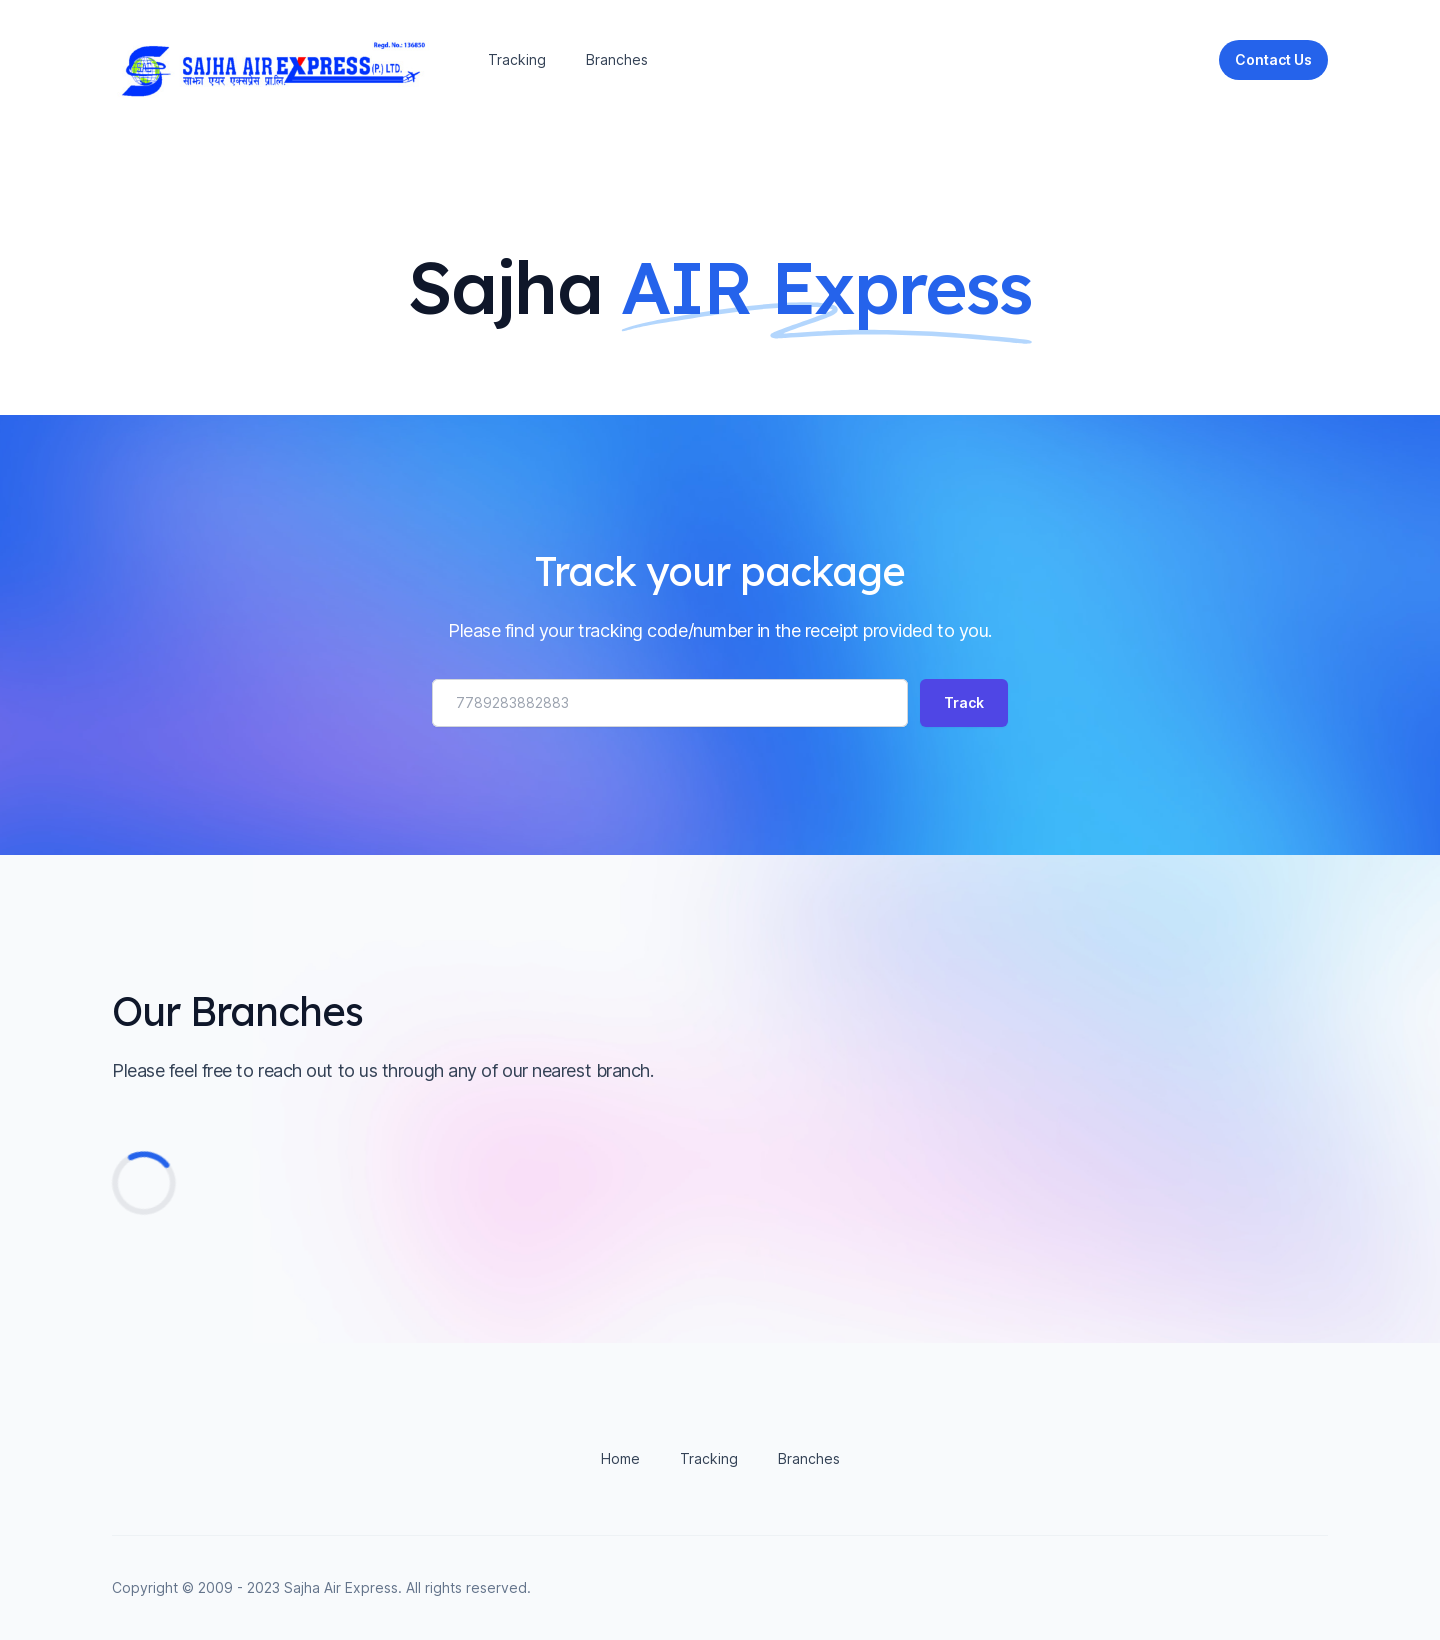 Regd. No.: 136850
SAJHA AIR EXPRESS (P.) LTD.
साझा एयर एक्सप्रेस प्रा.लि.
Tracking
Branches
Contact Us
Sajha AIR Express
Track your package
Please find your tracking code/number in the receipt provided to you.
7789283882883
Track
Our Branches
Please feel free to reach out to us through any of our nearest branch.
Home
Tracking
Branches
Copyright © 2009 - 2023 Sajha Air Express. All rights reserved.